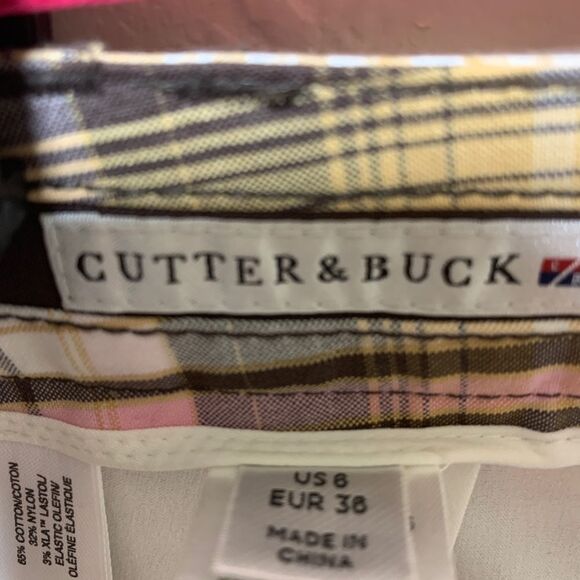 CUTTER & BUCK
US 6
EUR 36
MADE IN
CHINA
65% COTTON/COTON
32% NYLON
3% XLA™ LASTOL/
ELASTIC OLEFIN/
OLÉFINE ÉLASTIQUE